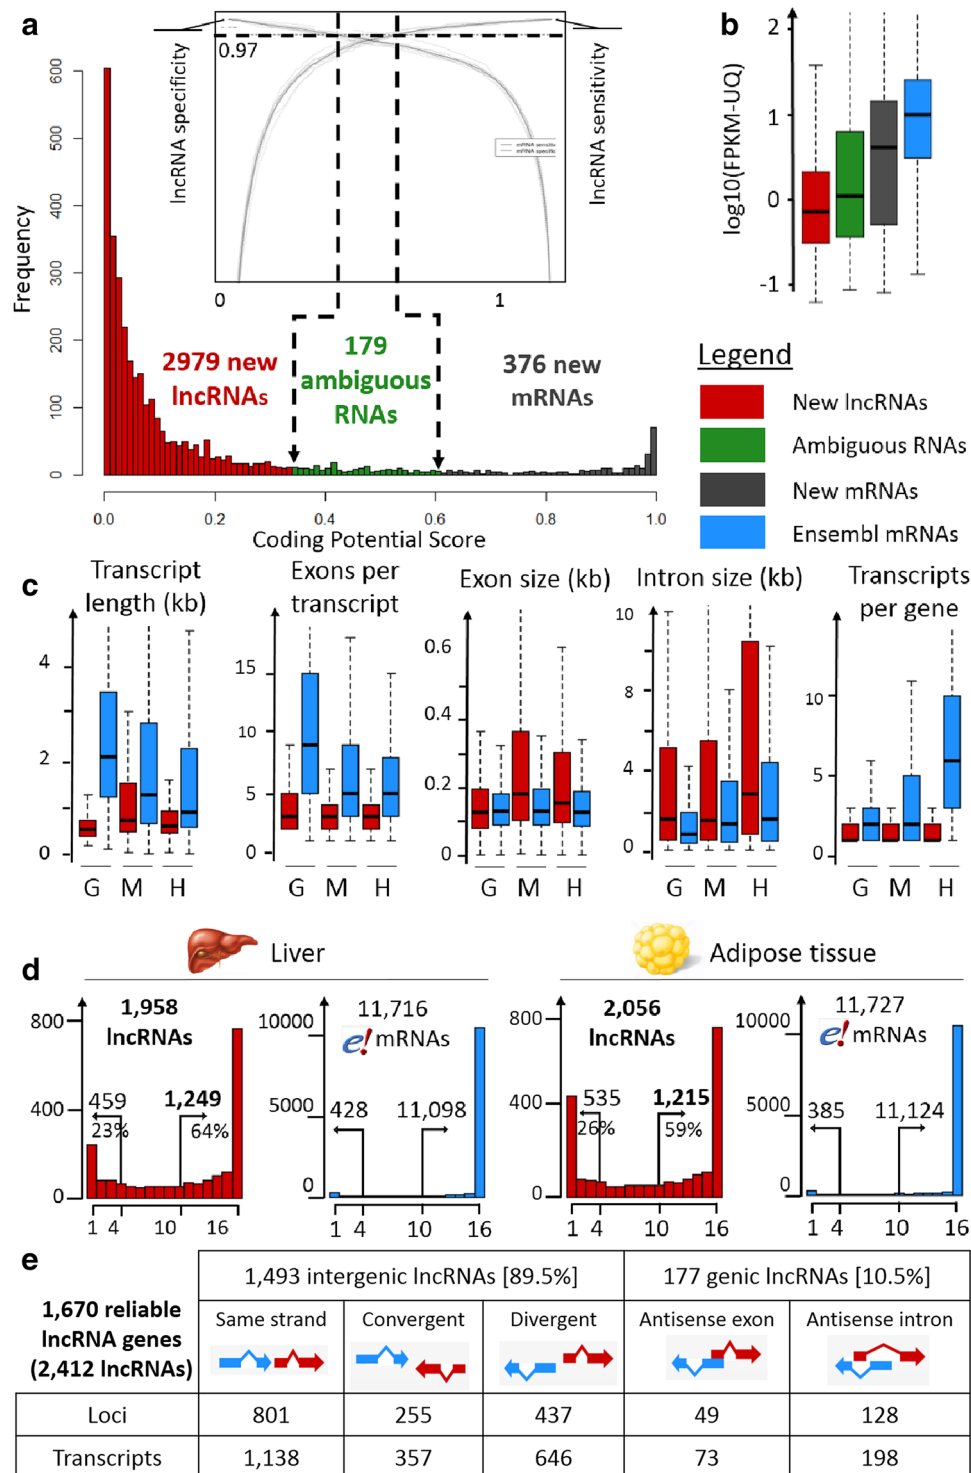 a
lncRNA specificity
0.97
lncRNA sensitivity
0
1
Frequency
600
400
300
200
100
0
2979 new
lncRNAs
179
ambiguous
RNAs
376 new
mRNAs
0.0
0.2
0.4
0.6
0.8
1.0
Coding Potential Score
b
log10(FPKM-UQ)
2
1
0
-1
Legend
New lncRNAs
Ambiguous RNAs
New mRNAs
Ensembl mRNAs
c
Transcript
length (kb)
4
2
0
G M H
Exons per
transcript
15
10
5
0
G M H
Exon size (kb)
0.6
0.4
0.2
0
G M H
Intron size (kb)
10
8
4
0
G M H
Transcripts
per gene
10
5
0
G M H
d
Liver
1,958
lncRNAs
800
400
0
459
23%
1,249
64%
1 4 10 16
11,716
e! mRNAs
10000
5000
0
428
11,098
1 4 10 16
Adipose tissue
2,056
lncRNAs
800
400
0
535
26%
1,215
59%
1 4 10 16
11,727
e! mRNAs
10000
5000
0
385
11,124
1 4 10 16
e
1,670 reliable
lncRNA genes
(2,412 lncRNAs)
1,493 intergenic lncRNAs [89.5%]
177 genic lncRNAs [10.5%]
Same strand
Convergent
Divergent
Antisense exon
Antisense intron
Loci 801 255 437 49 128
Transcripts 1,138 357 646 73 198